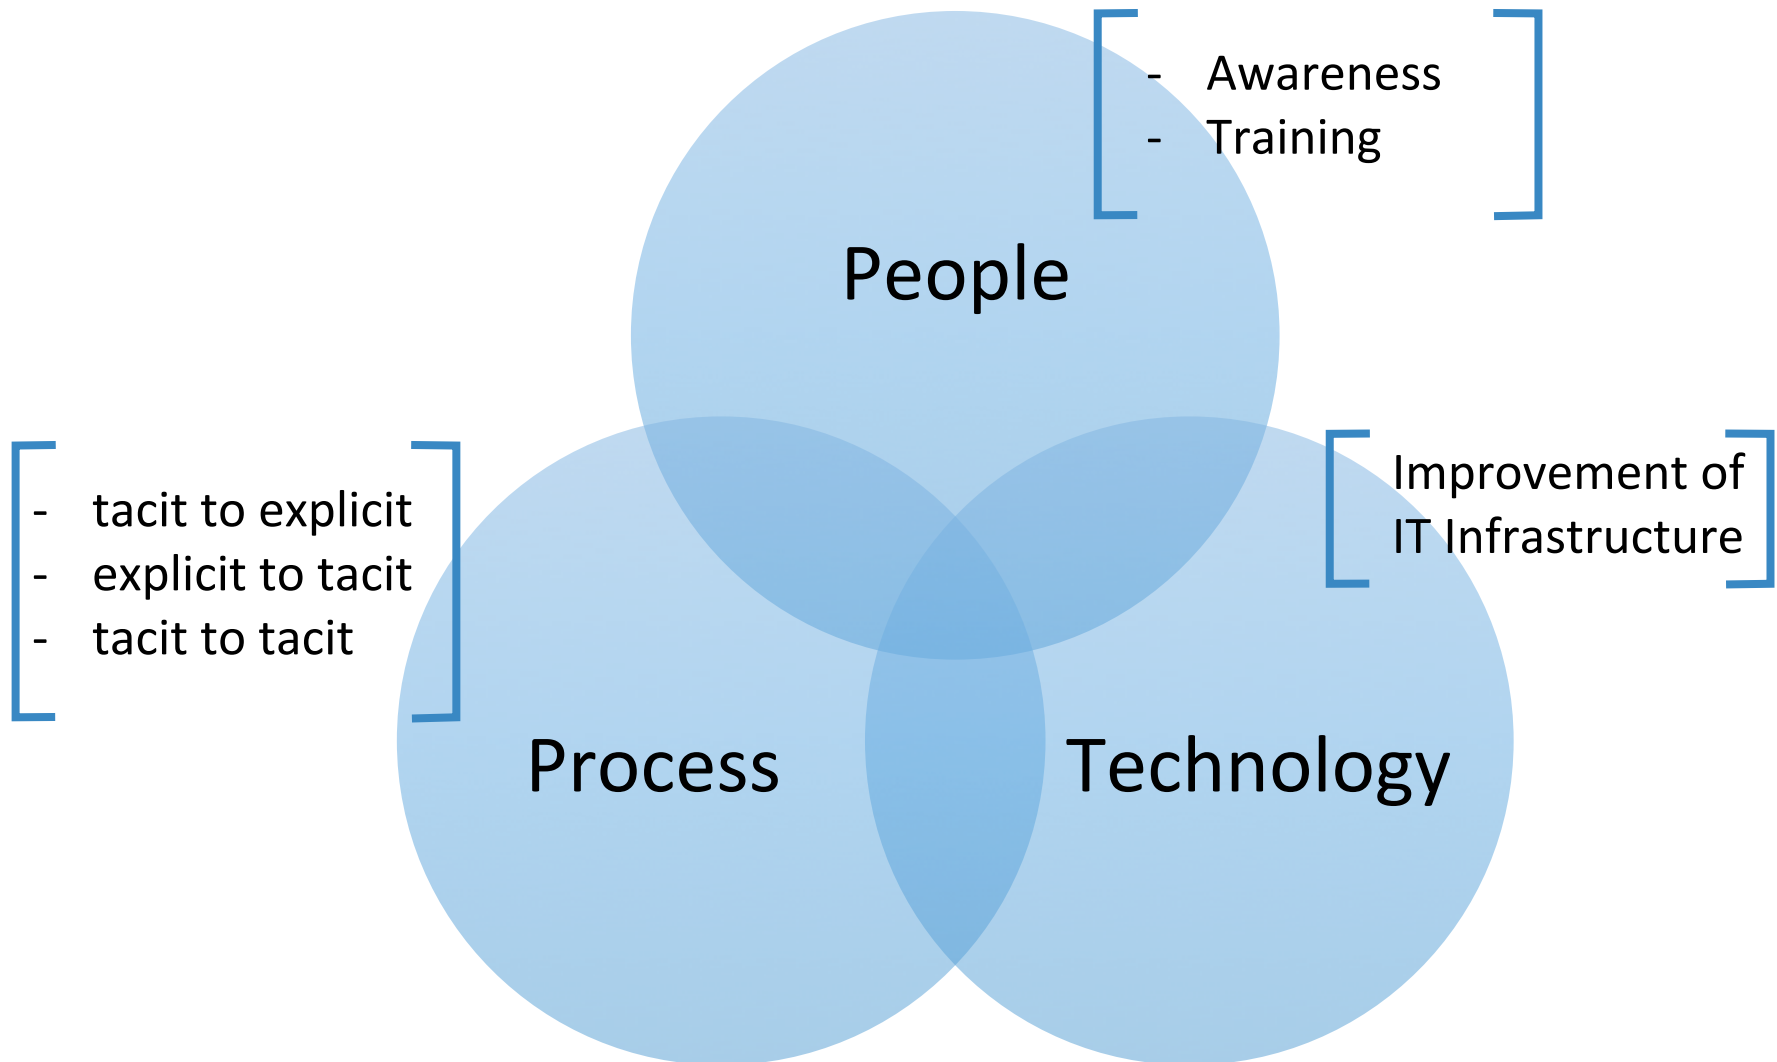 - Awareness
- Training
People
- tacit to explicit
- explicit to tacit
- tacit to tacit
Improvement of
IT Infrastructure
Process
Technology